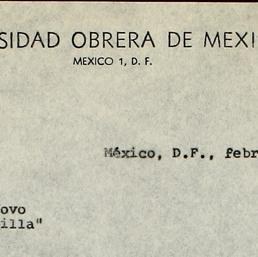 SIDAD OBRERA DE MEXI
MEXICO 1, D. F.
México, D.F., febr
ovo
illa"